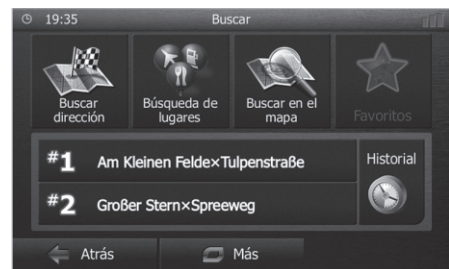 19:35 Buscar
Buscar dirección
Búsqueda de lugares
Buscar en el mapa
Favoritos
#1 Am Kleinen Felde×Tulpenstraße
Historial
#2 Großer Stern×Spreeweg
Atrás
Más